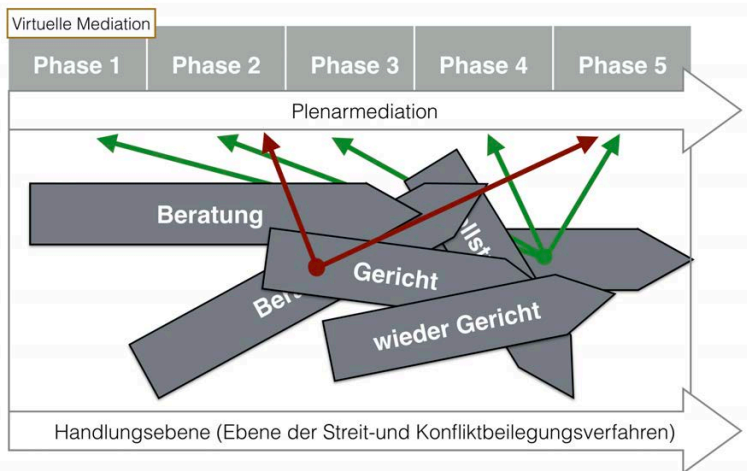 Virtuelle Mediation
Phase 1 Phase 2 Phase 3 Phase 4 Phase 5
Plenarmediation
Beratung
Gericht
wieder Gericht
Handlungsebene (Ebene der Streit-und Konfliktbeilegungsverfahren)